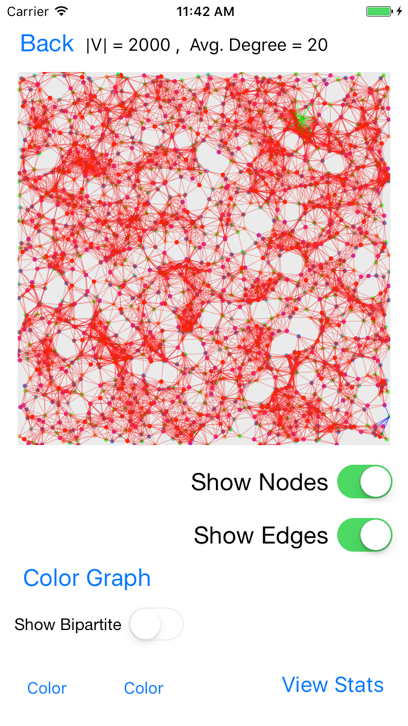 Carrier 11:42 AM
Back |V| = 2000 , Avg. Degree = 20
Show Nodes
Show Edges
Color Graph
Show Bipartite
Color Color View Stats